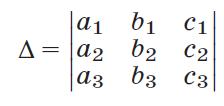 Δ = | a₁ b₁ c₁ |
| a₂ b₂ c₂ |
| a₃ b₃ c₃ |